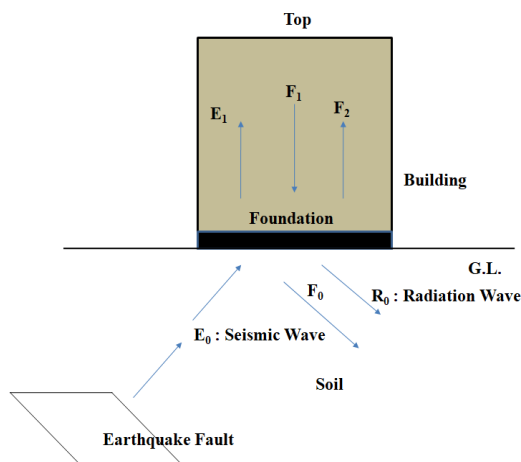 Top
F1
E1
F2
Building
Foundation
G.L.
F0
R0 : Radiation Wave
E0 : Seismic Wave
Soil
Earthquake Fault